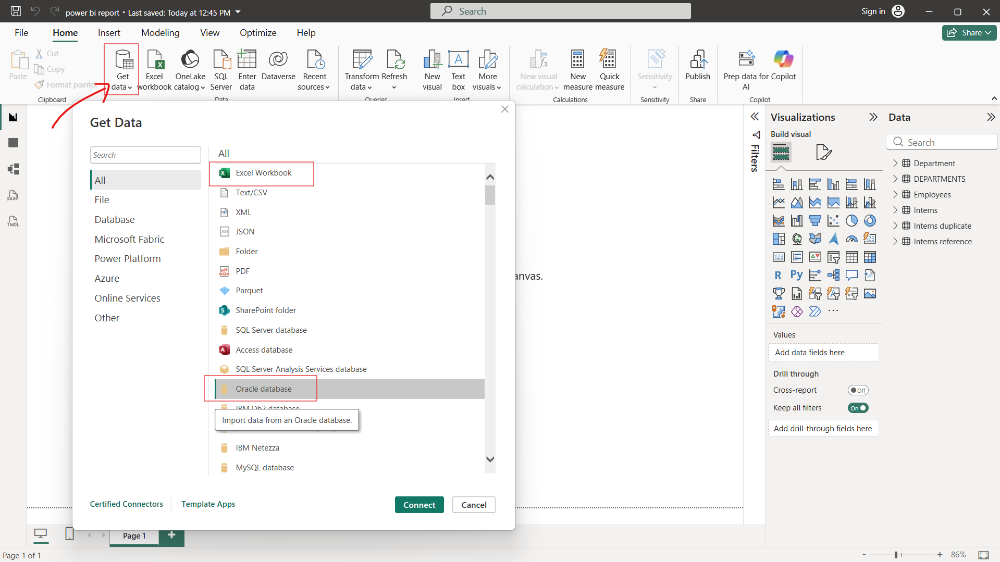 power bi report • Last saved: Today at 12:45 PM
Search
Sign in
File
Home
Insert
Modeling
View
Optimize
Help
Share
Paste
Cut
Copy
Format painter
Clipboard
Get data
Excel workbook
OneLake catalog
SQL Server
Enter data
Dataverse
Recent sources
Data
Transform data
Refresh
Queries
New visual
Text box
More visuals
Insert
New visual calculation
New measure
Quick measure
Calculations
Sensitivity
Sensitivity
Publish
Share
Prep data for AI
Copilot
Copilot
DAX
TMDL
Get Data
Search
All
File
Database
Microsoft Fabric
Power Platform
Azure
Online Services
Other
All
Excel Workbook
Text/CSV
XML
JSON
Folder
PDF
Parquet
SharePoint folder
SQL Server database
Access database
SQL Server Analysis Services database
Oracle database
IBM Db2 database
Import data from an Oracle database.
IBM Netezza
MySQL database
Certified Connectors
Template Apps
Connect
Cancel
anvas.
Filters
Visualizations
Build visual
Values
Add data fields here
Drill through
Cross-report
Off
Keep all filters
On
Add drill-through fields here
Data
Search
Department
DEPARTMENTS
Employees
Interns
Interns duplicate
Interns reference
Page 1
Page 1 of 1
86%